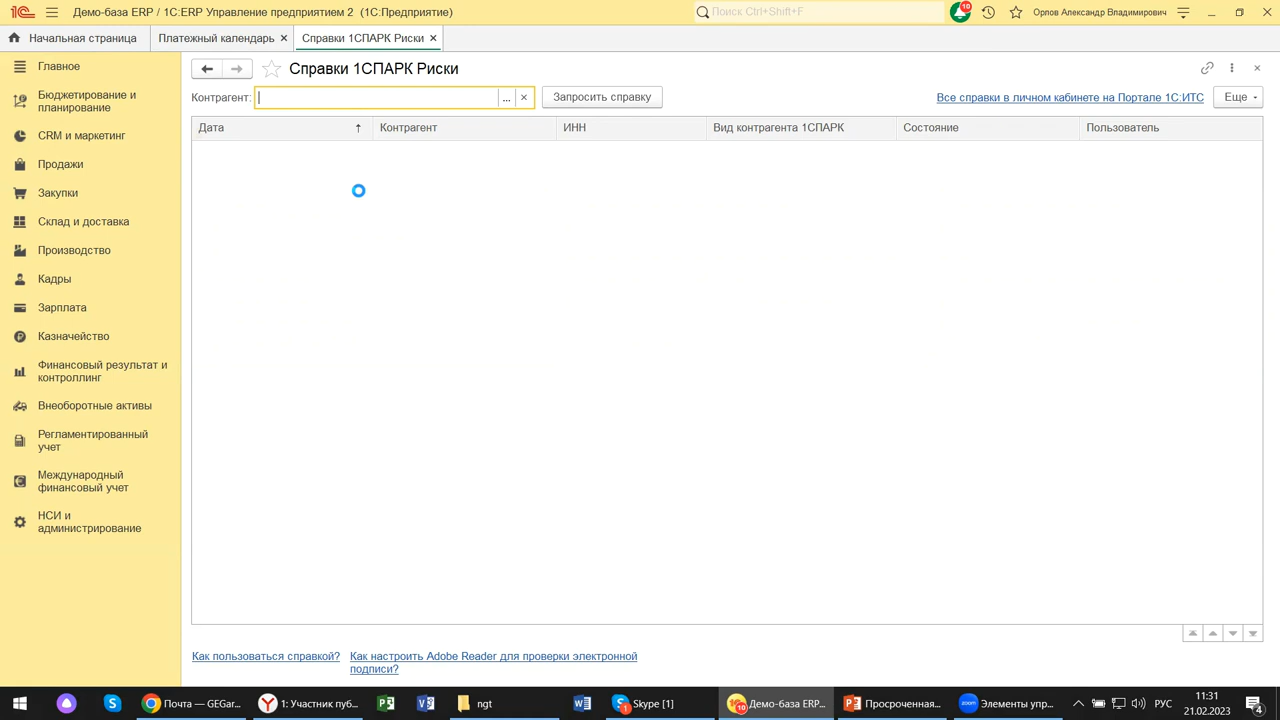 Демо-база ERP / 1С:ERP Управление предприятием 2 (1С:Предприятие)
Поиск Ctrl+Shift+F
10
Орлов Александр Владимирович
Начальная страница
Платежный календарь ×
Справки 1СПАРК Риски ×
Главное
Бюджетирование и
планирование
CRM и маркетинг
Продажи
Закупки
Склад и доставка
Производство
Кадры
Зарплата
Казначейство
Финансовый результат и
контроллинг
Внеоборотные активы
Регламентированный
учет
Международный
финансовый учет
НСИ и
администрирование
Справки 1СПАРК Риски
Контрагент:
...
×
Запросить справку
Все справки в личном кабинете на Портале 1С:ИТС
Еще
Дата ↑ Контрагент ИНН Вид контрагента 1СПАРК Состояние Пользователь
Как пользоваться справкой?
Как настроить Adobe Reader для проверки электронной
подписи?
Почта — GEGar...
1: Участник пуб...
ngt
Skype [1]
Демо-база ERP...
Просроченная...
Элементы упр...
РУС
11:31
21.02.2023
4